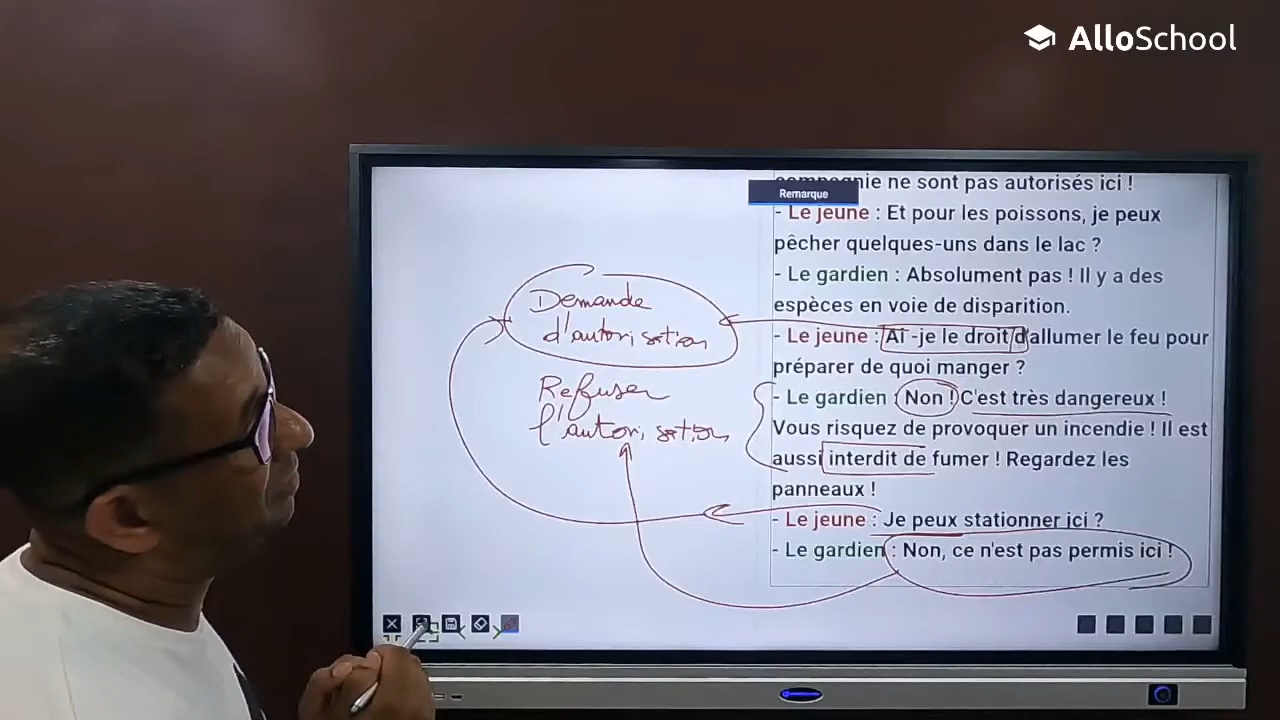 AlloSchool
compagnie ne sont pas autorisés ici !
Remarque
- Le jeune : Et pour les poissons, je peux
pêcher quelques-uns dans le lac ?
- Le gardien : Absolument pas ! Il y a des
espèces en voie de disparition.
- Le jeune : Ai -je le droit d'allumer le feu pour
préparer de quoi manger ?
- Le gardien : Non ! C'est très dangereux !
Vous risquez de provoquer un incendie ! Il est
aussi interdit de fumer ! Regardez les
panneaux !
- Le jeune : Je peux stationner ici ?
- Le gardien : Non, ce n'est pas permis ici !
Demande
d'autorisation
Refuser
l'autorisation